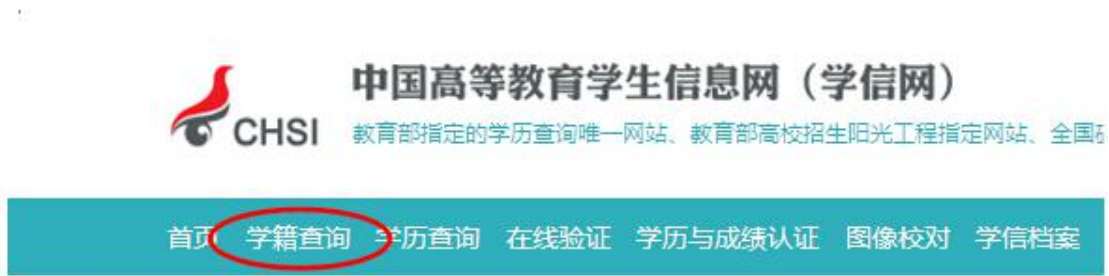 中国高等教育学生信息网（学信网）
CHSI
教育部指定的学历查询唯一网站、教育部高校招生阳光工程指定网站、全国
首页 学籍查询 学历查询 在线验证 学历与成绩认证 图像校对 学信档案